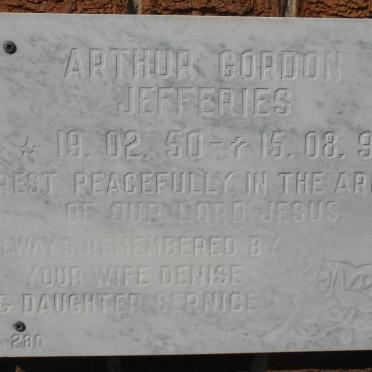 ARTHUR GORDON
JEFFERIES
☆ 19. 02. 50 - ✝ 15. 08. 9
REST PEACEFULLY IN THE AR
OF OUR LORD JESUS
LWAYS REMEMBERED BY
YOUR WIFE DENISE
& DAUGHTER BERNICE
280